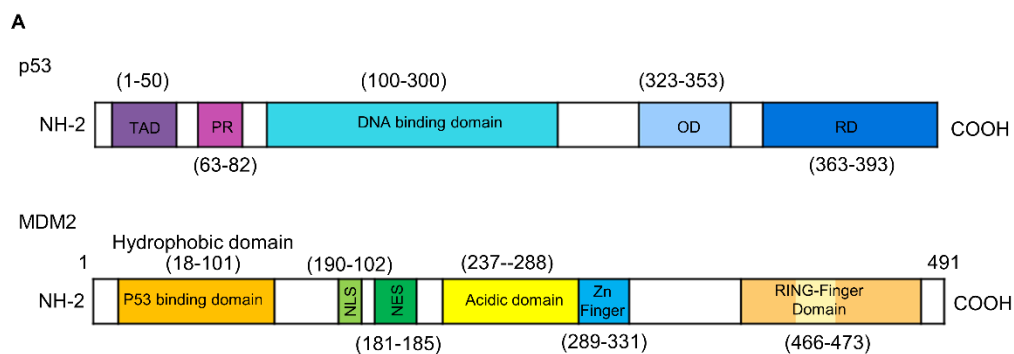 A
p53
(1-50) (100-300) (323-353)
NH-2 TAD PR DNA binding domain OD RD COOH
(63-82) (363-393)
MDM2
Hydrophobic domain
1 (18-101) (190-102) (237--288) 491
NH-2 P53 binding domain NLS NES Acidic domain Zn Finger RING-Finger Domain COOH
(181-185) (289-331) (466-473)